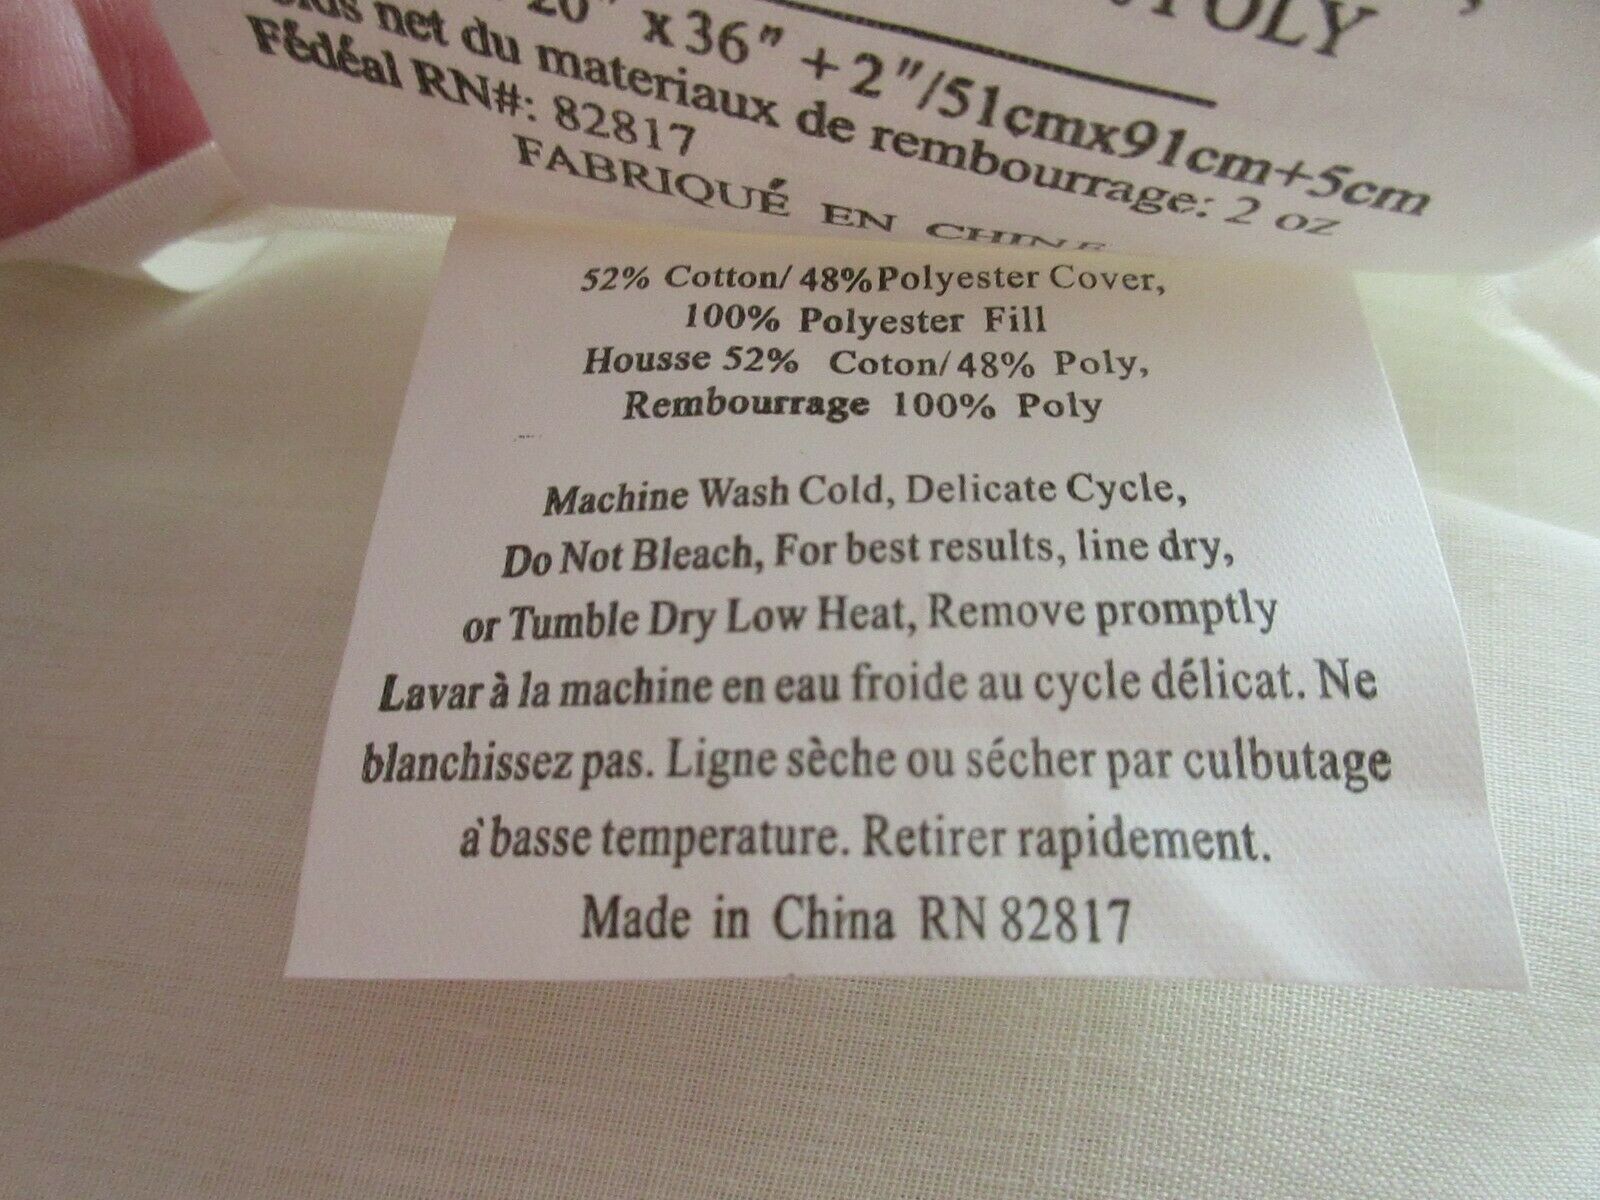 POLY
20" x 36" + 2"/51cmx91cm+5cm
net du materiaux de rembourrage: 2 oz
Fédéal RN#: 82817
FABRIQUÉ EN CHINE
52% Cotton/ 48% Polyester Cover,
100% Polyester Fill
Housse 52% Coton/ 48% Poly,
Rembourrage 100% Poly
Machine Wash Cold, Delicate Cycle,
Do Not Bleach, For best results, line dry,
or Tumble Dry Low Heat, Remove promptly
Lavar à la machine en eau froide au cycle délicat. Ne
blanchissez pas. Ligne sèche ou sécher par culbutage
à basse temperature. Retirer rapidement.
Made in China RN 82817